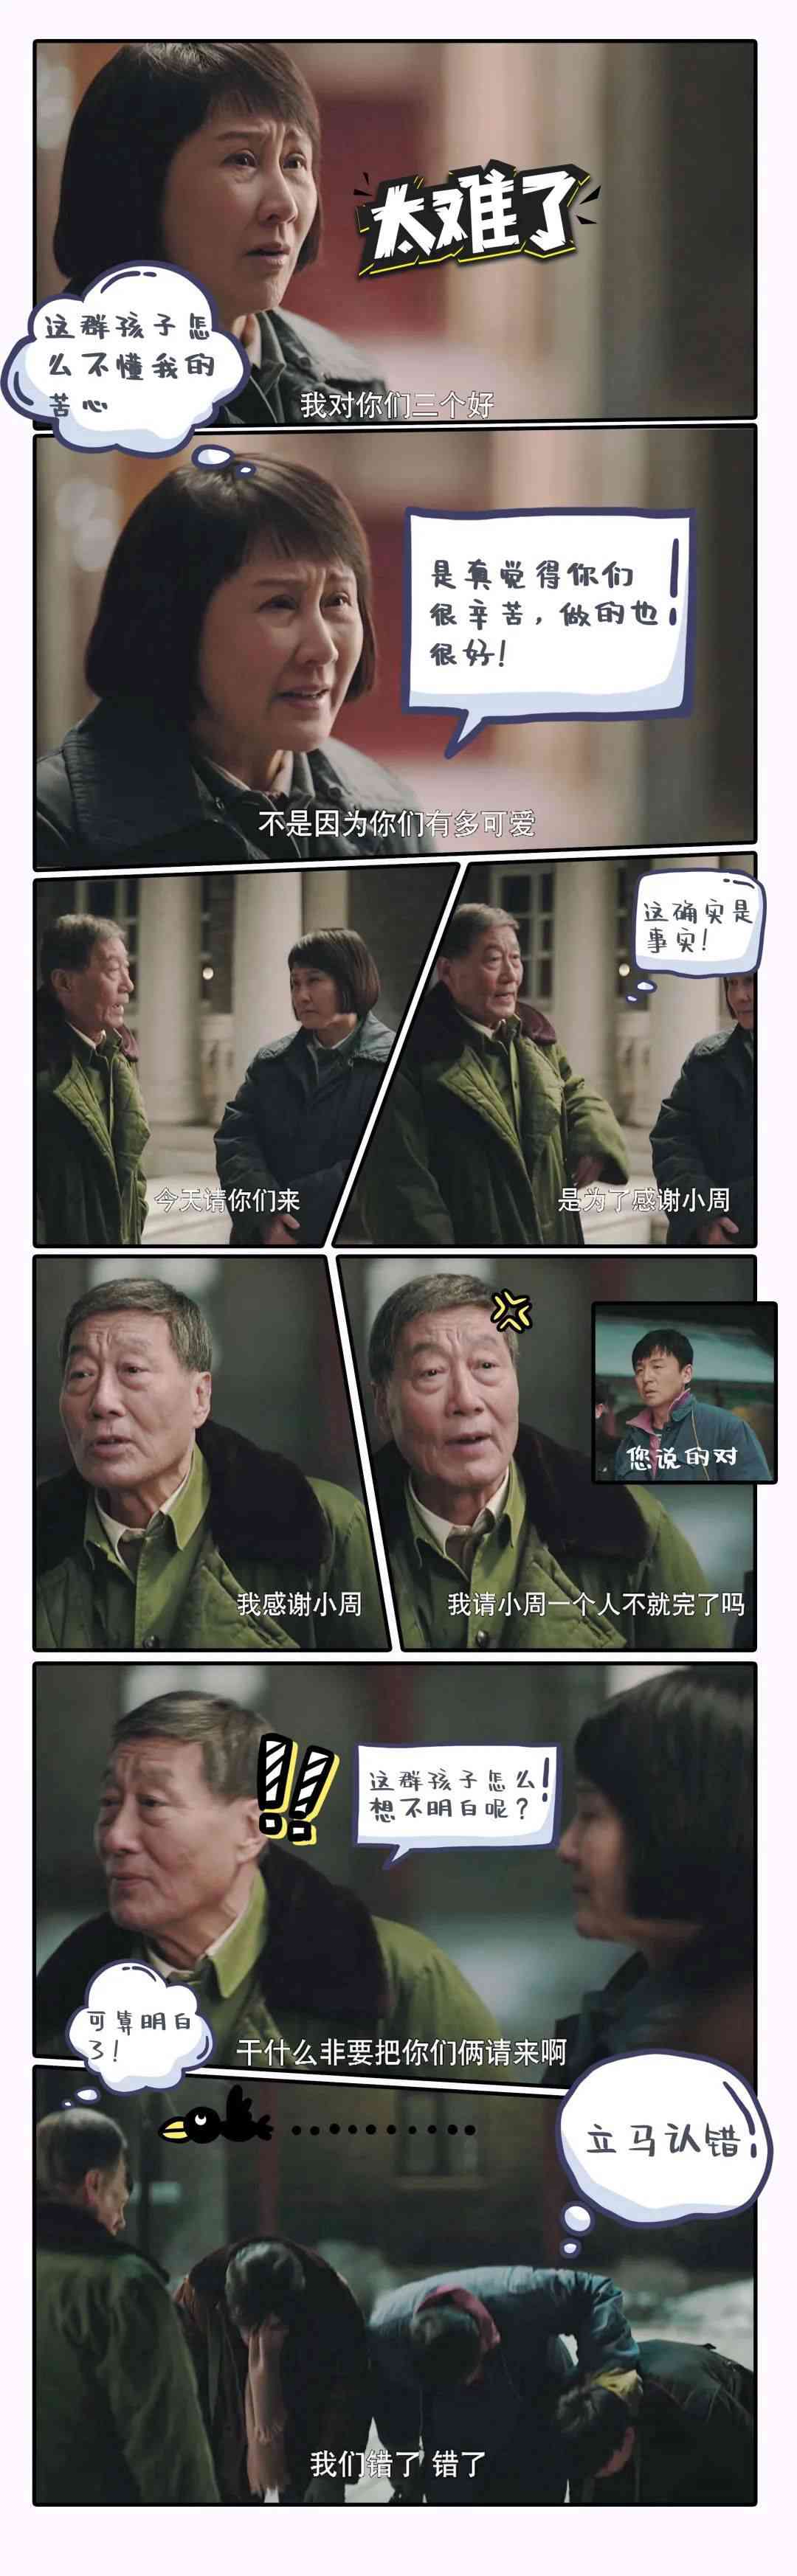 太难了
这群孩子怎
么不懂我的
苦心
我对你们三个好
是真觉得你们
很辛苦，做的也
很好！
不是因为你们有多可爱
这确实是
事实！
今天请你们来
是为了感谢小周
您说的对
我感谢小周
我请小周一个人不就完了吗
这群孩子怎么
想不明白呢？
可算明白
了！
干什么非要把你们俩请来啊
立马认错
我们错了 错了